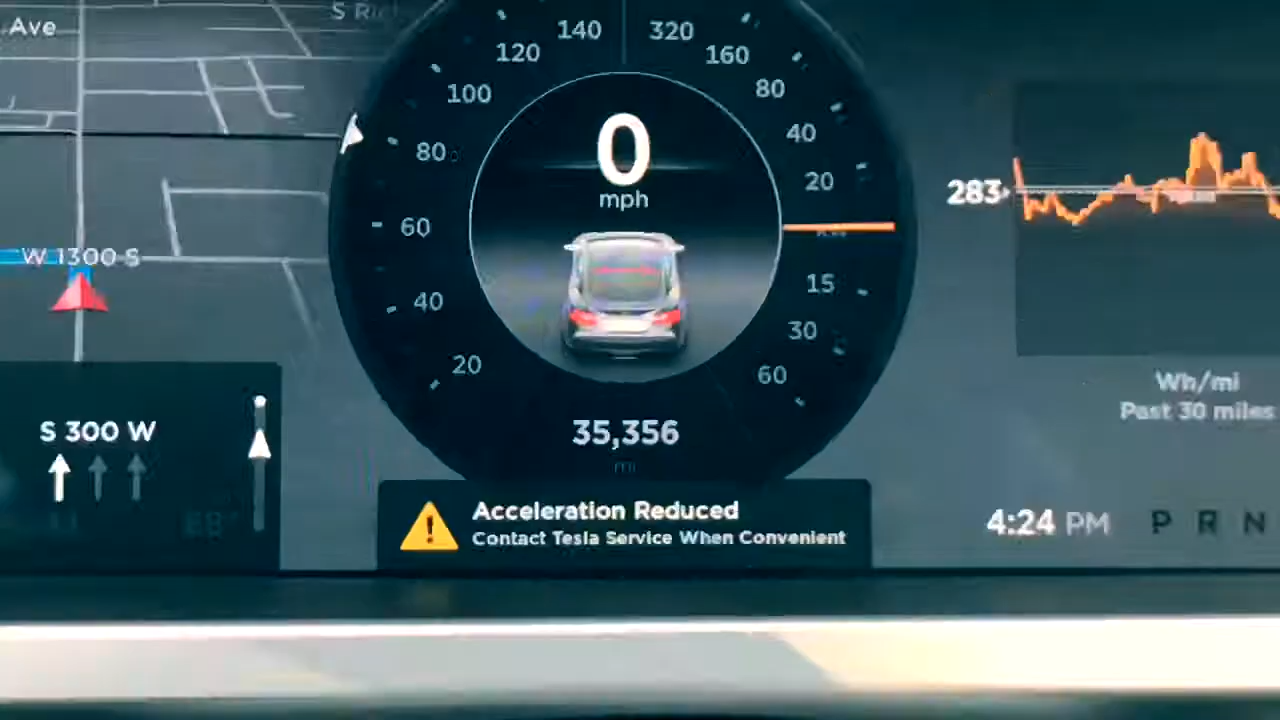 Ave
S Ri
140
320
120
160
100
80
0
mph
80
40
20
283
60
W 1300 S
15
40
30
20
60
Wh/mi
Past 30 miles
S 300 W
35,356
mi
Acceleration Reduced
Contact Tesla Service When Convenient
4:24 PM
P R N